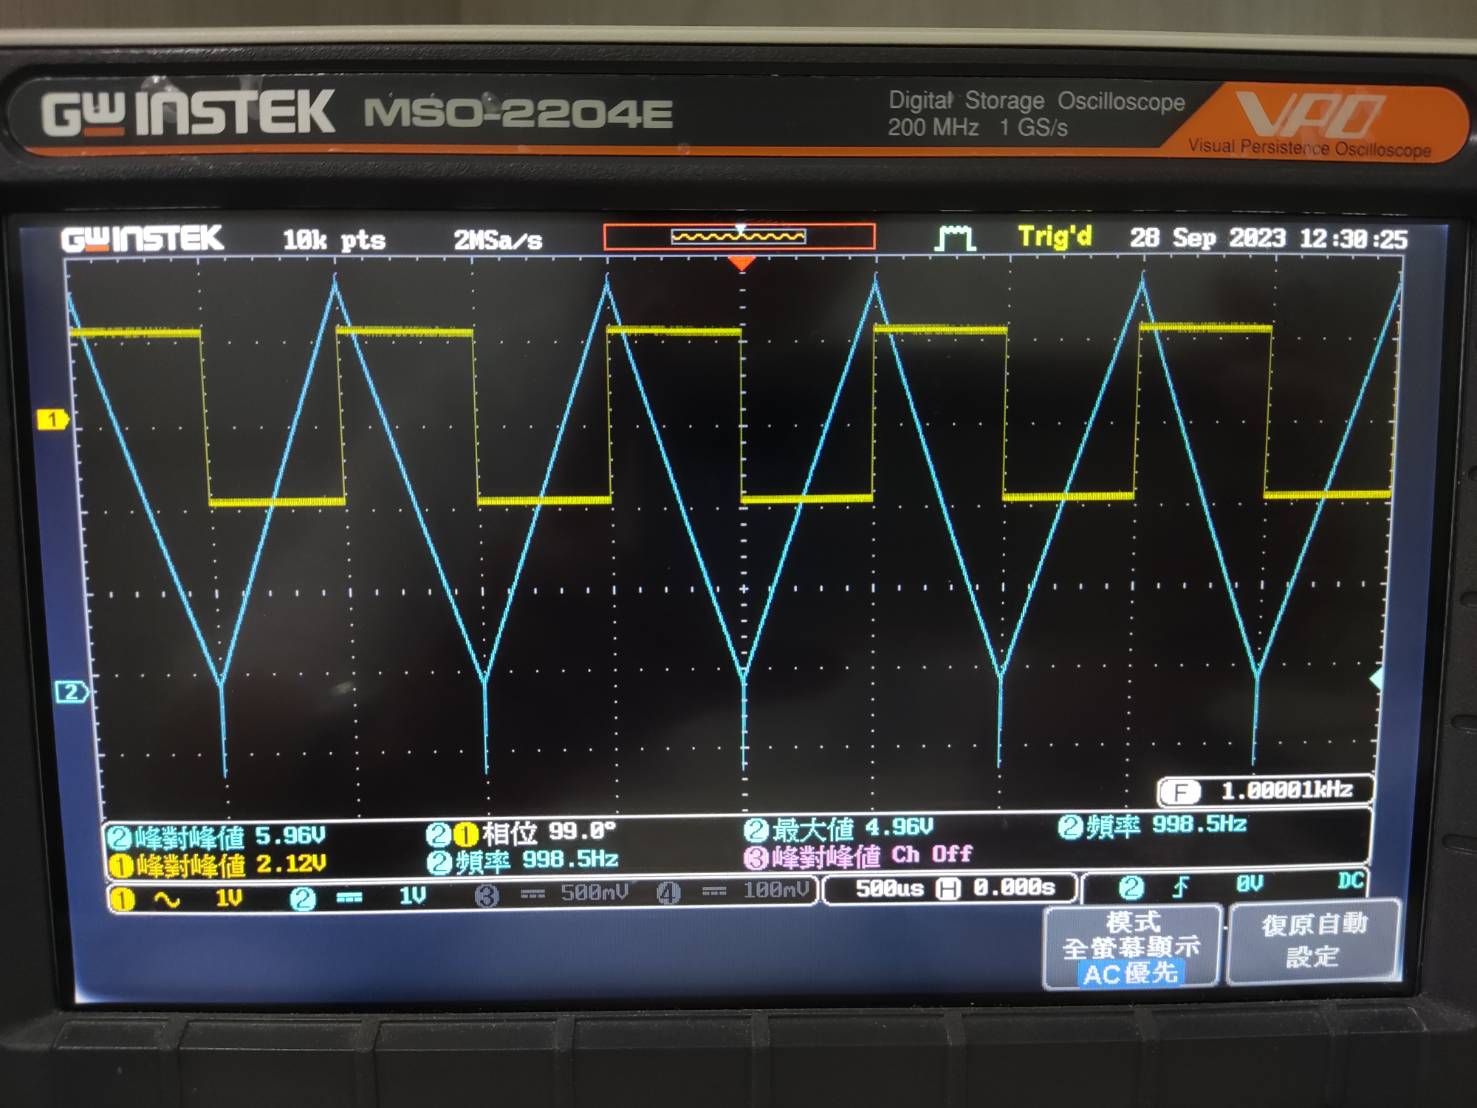 GW INSTEK MSO-2204E
Digital Storage Oscilloscope
200 MHz 1 GS/s
VPO
Visual Persistence Oscilloscope
GW INSTEK 10k pts 2MSa/s Trig'd 28 Sep 2023 12:30:25
1
2
F 1.00001kHz
2 峰對峰值 5.96V 2 1 相位 99.0° 2 最大值 4.96V 2 頻率 998.5Hz
1 峰對峰值 2.12V 2 頻率 998.5Hz 3 峰對峰值 Ch Off
1 1V 2 1V 3 500mV 4 100mV 500us H 0.000s 2 0V DC
模式
全螢幕顯示
AC優先
復原自動
設定